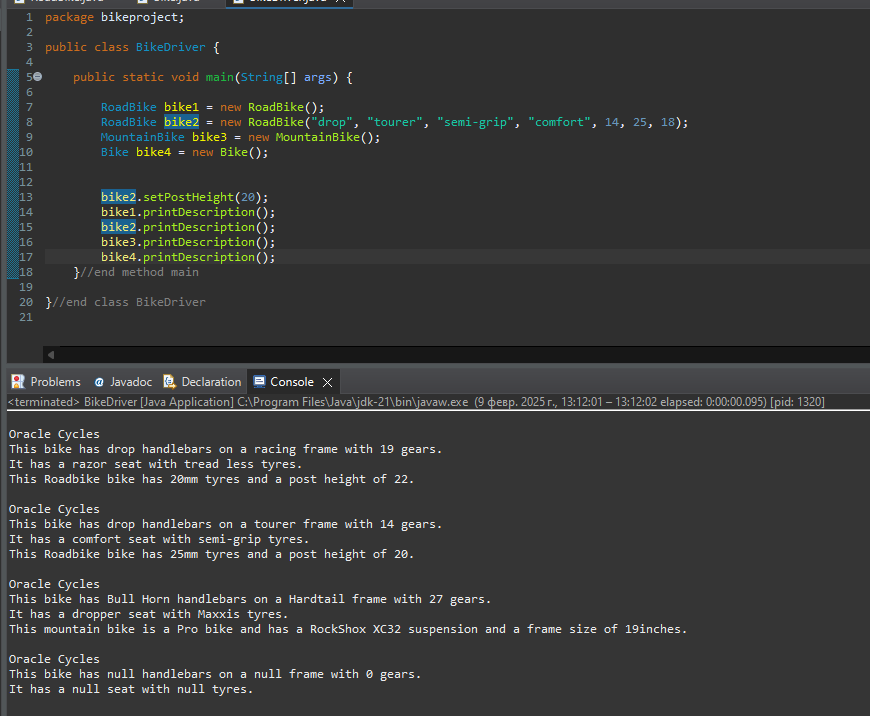 BikeDriver.java
1 package bikeproject;
2
3 public class BikeDriver {
4
5 public static void main(String[] args) {
6
7 RoadBike bike1 = new RoadBike();
8 RoadBike bike2 = new RoadBike("drop", "tourer", "semi-grip", "comfort", 14, 25, 18);
9 MountainBike bike3 = new MountainBike();
10 Bike bike4 = new Bike();
11
12
13 bike2.setPostHeight(20);
14 bike1.printDescription();
15 bike2.printDescription();
16 bike3.printDescription();
17 bike4.printDescription();
18 }//end method main
19
20 }//end class BikeDriver
21
Problems @ Javadoc Declaration Console
<terminated> BikeDriver [Java Application] C:\Program Files\Java\jdk-21\bin\javaw.exe (9 февр. 2025 г., 13:12:01 – 13:12:02 elapsed: 0:00:00.095) [pid: 1320]
Oracle Cycles
This bike has drop handlebars on a racing frame with 19 gears.
It has a razor seat with tread less tyres.
This Roadbike bike has 20mm tyres and a post height of 22.
Oracle Cycles
This bike has drop handlebars on a tourer frame with 14 gears.
It has a comfort seat with semi-grip tyres.
This Roadbike bike has 25mm tyres and a post height of 20.
Oracle Cycles
This bike has Bull Horn handlebars on a Hardtail frame with 27 gears.
It has a dropper seat with Maxxis tyres.
This mountain bike is a Pro bike and has a RockShox XC32 suspension and a frame size of 19inches.
Oracle Cycles
This bike has null handlebars on a null frame with 0 gears.
It has a null seat with null tyres.